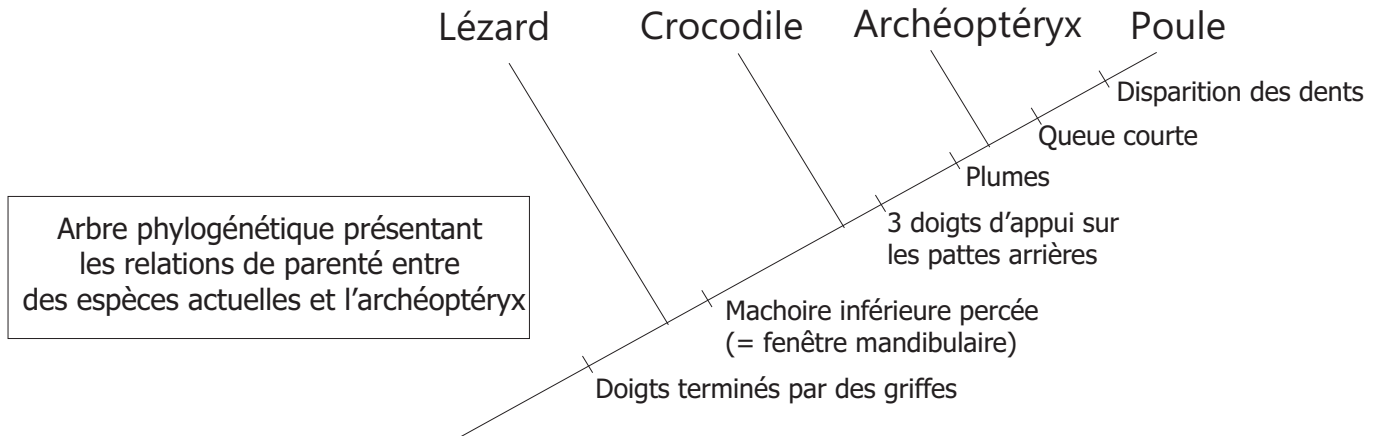 Lézard
Crocodile
Archéoptéryx
Poule
Disparition des dents
Queue courte
Plumes
3 doigts d’appui sur
les pattes arrières
Arbre phylogénétique présentant
les relations de parenté entre
des espèces actuelles et l’archéoptéryx
Machoire inférieure percée
(= fenêtre mandibulaire)
Doigts terminés par des griffes